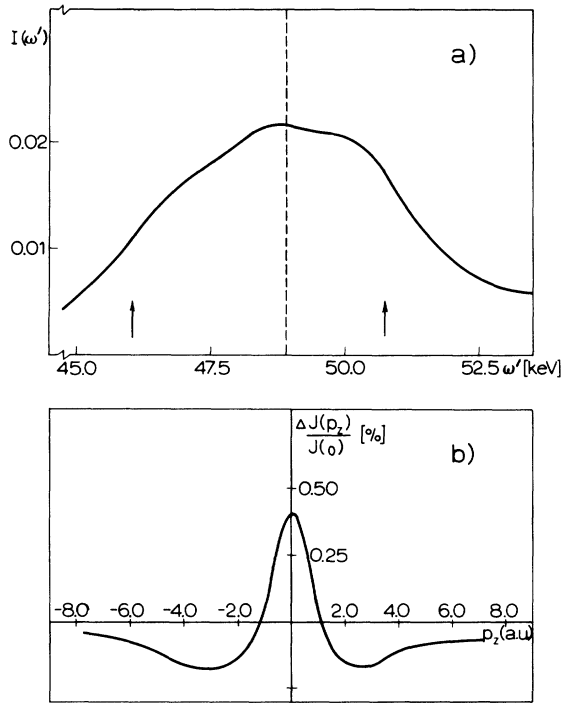 I(ω')
a)
0.02
0.01
45.0 47.5 50.0 52.5 ω' [keV]
ΔJ(p_z)/J(0) [%]
b)
0.50
0.25
-8.0 -6.0 -4.0 -2.0 2.0 4.0 6.0 8.0
p_z(a.u)